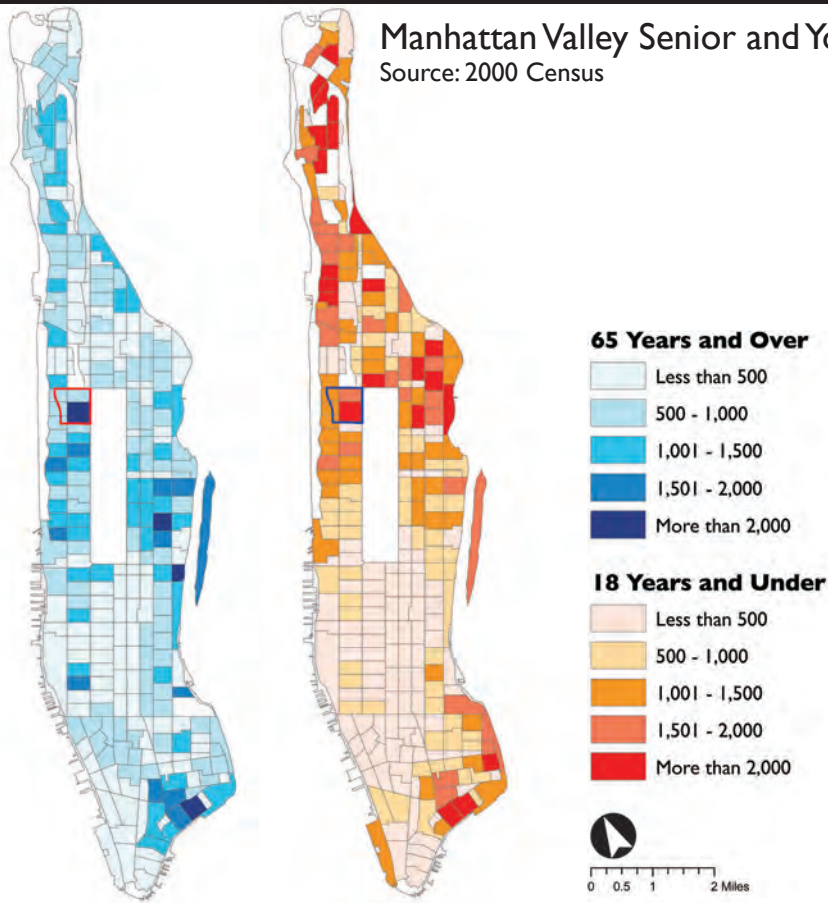 Manhattan Valley Senior and Yo
Source: 2000 Census
65 Years and Over
Less than 500
500 - 1,000
1,001 - 1,500
1,501 - 2,000
More than 2,000
18 Years and Under
Less than 500
500 - 1,000
1,001 - 1,500
1,501 - 2,000
More than 2,000
0 0.5 1 2 Miles